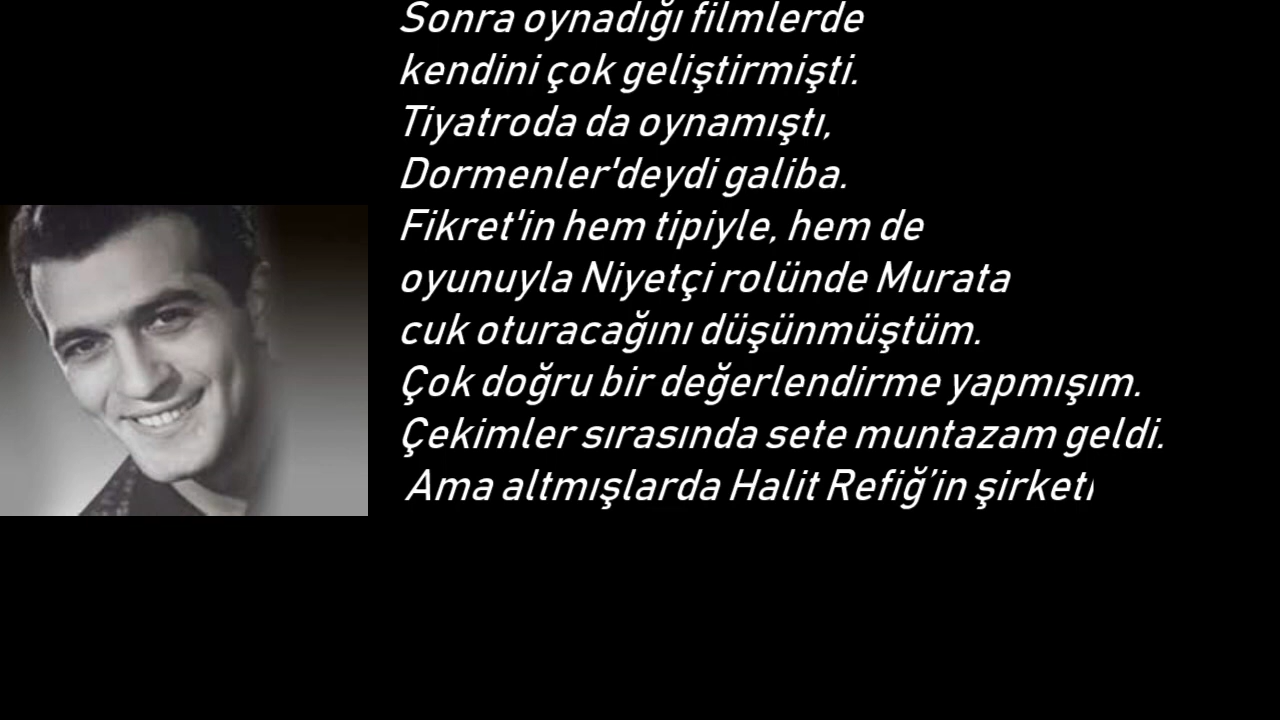 Sonra oynadığı filmlerde
kendini çok geliştirmişti.
Tiyatroda da oynamıştı,
Dormenler'deydi galiba.
Fikret'in hem tipiyle, hem de
oyunuyla Niyetçi rolünde Murata
cuk oturacağını düşünmüştüm.
Çok doğru bir değerlendirme yapmışım.
Çekimler sırasında sete muntazam geldi.
Ama altmışlarda Halit Refiğ’in